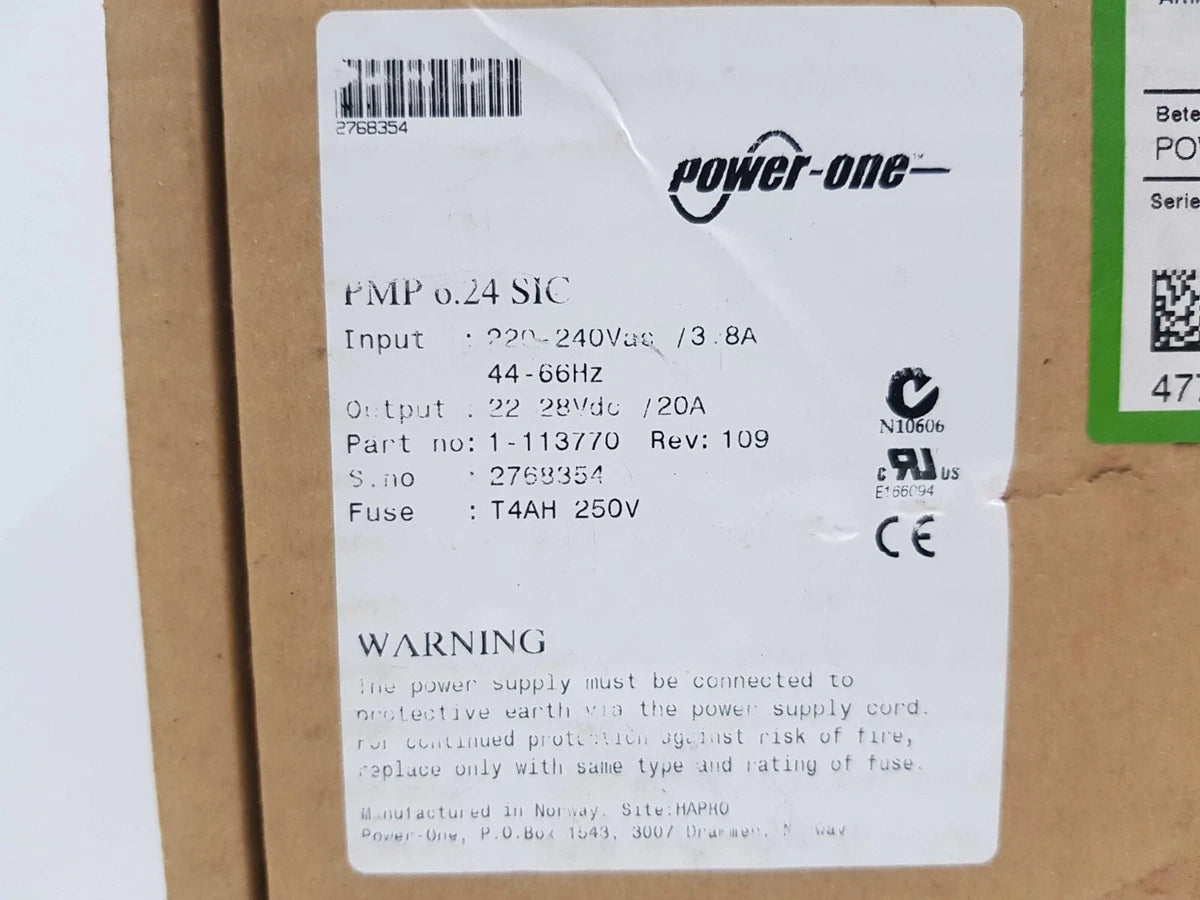 2768354
power-one™
PMP 6.24 SIC
Input : 220-240Vac /3.8A
44-66Hz
Output : 22-28Vdc /20A
Part no: 1-113770 Rev: 109
S.no : 2768354
Fuse : T4AH 250V
N10606
c RU US
E166094
CE
WARNING
The power supply must be connected to
protective earth via the power supply cord.
For continued protection against risk of fire,
replace only with same type and rating of fuse.
Manufactured in Norway. Site:HAPRO
Power-One, P.O.Box 1543, 3007 Drammen, Norway
Bete
PO
Serie
477